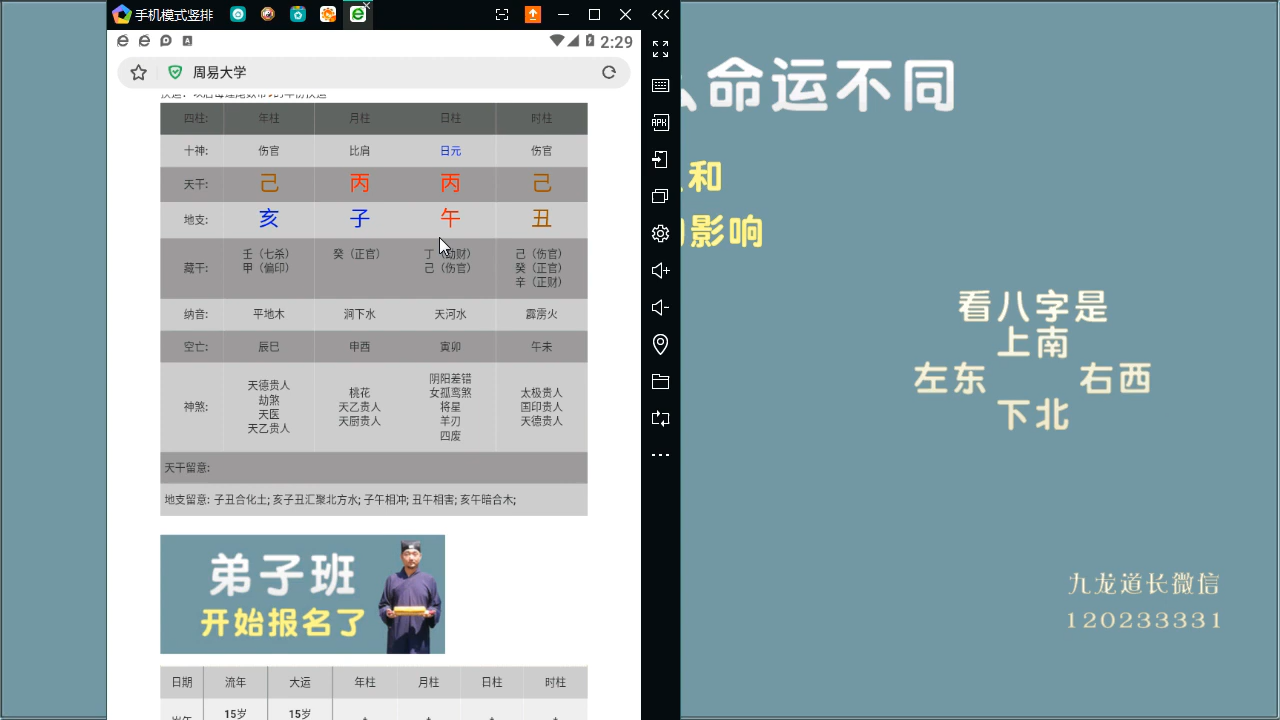 手机模式竖排
2:29
周易大学
四柱: 年柱 月柱 日柱 时柱
十神: 伤官 比肩 日元 伤官
天干: 己 丙 丙 己
地支: 亥 子 午 丑
藏干: 壬（七杀） 癸（正官） 丁 财） 己（伤官）
甲（偏印） 己（伤官） 癸（正官）
辛（正财）
纳音: 平地木 涧下水 天河水 霹雳火
空亡: 辰巳 申酉 寅卯 午未
神煞:
天德贵人
劫煞
天医
天乙贵人
桃花
天乙贵人
天厨贵人
阴阳差错
女孤鸾煞
将星
羊刃
四废
太极贵人
国印贵人
天德贵人
天干留意:
地支留意: 子丑合化土; 亥子丑汇聚北方水; 子午相冲; 丑午相害; 亥午暗合木;
弟子班
开始报名了
日期 流年 大运 年柱 月柱 日柱 时柱
15岁 15岁
APK
命运不同
和
影响
看八字是
上南
左东 右西
下北
九龙道长微信
120233331